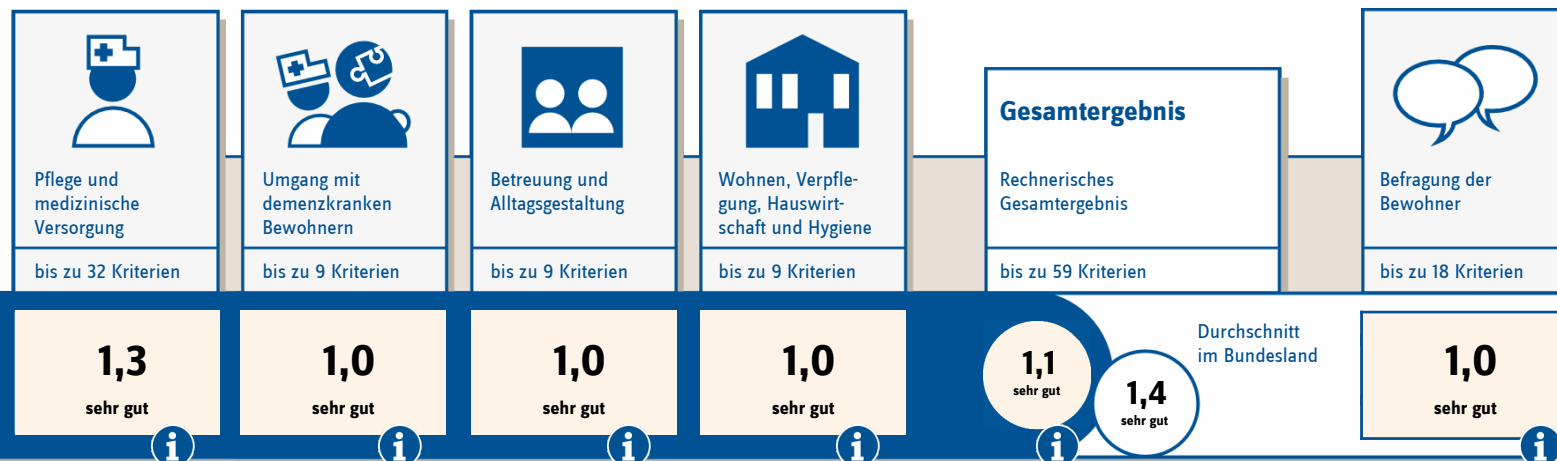 Pflege und
medizinische
Versorgung
bis zu 32 Kriterien
1,3
sehr gut
i
Umgang mit
demenzkranken
Bewohnern
bis zu 9 Kriterien
1,0
sehr gut
i
Betreuung und
Alltagsgestaltung
bis zu 9 Kriterien
1,0
sehr gut
i
Wohnen, Verpfle-
gung, Hauswirt-
schaft und Hygiene
bis zu 9 Kriterien
1,0
sehr gut
i
Gesamtergebnis
Rechnerisches
Gesamtergebnis
bis zu 59 Kriterien
1,1
sehr gut
i
1,4
sehr gut
Durchschnitt
im Bundesland
Befragung der
Bewohner
bis zu 18 Kriterien
1,0
sehr gut
i